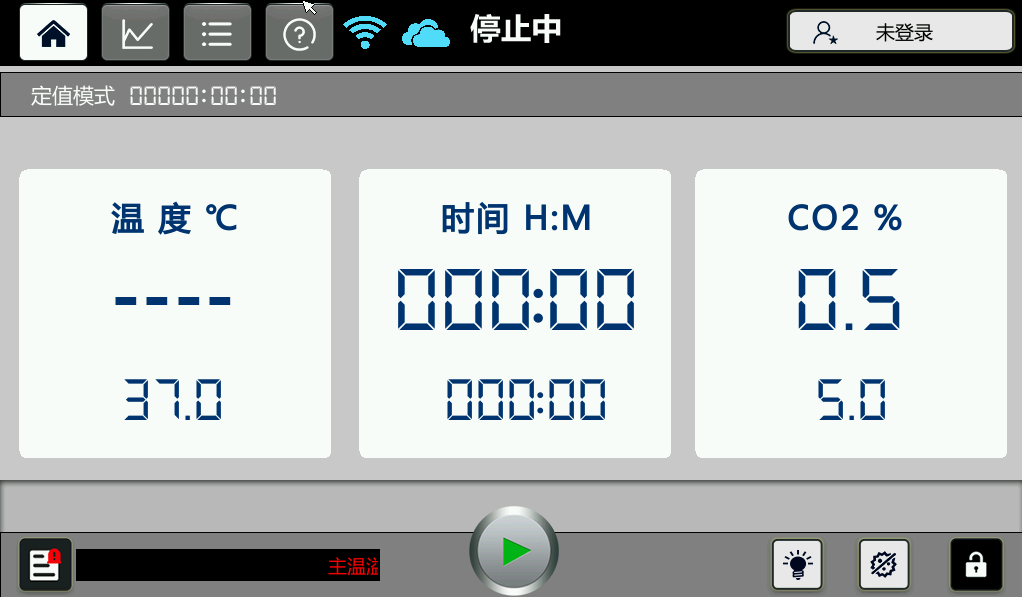 停止中
未登录
定值模式 00000:00:00
温 度 ℃
----
37.0
时间 H:M
000:00
000:00
CO2 %
0.5
5.0
主温